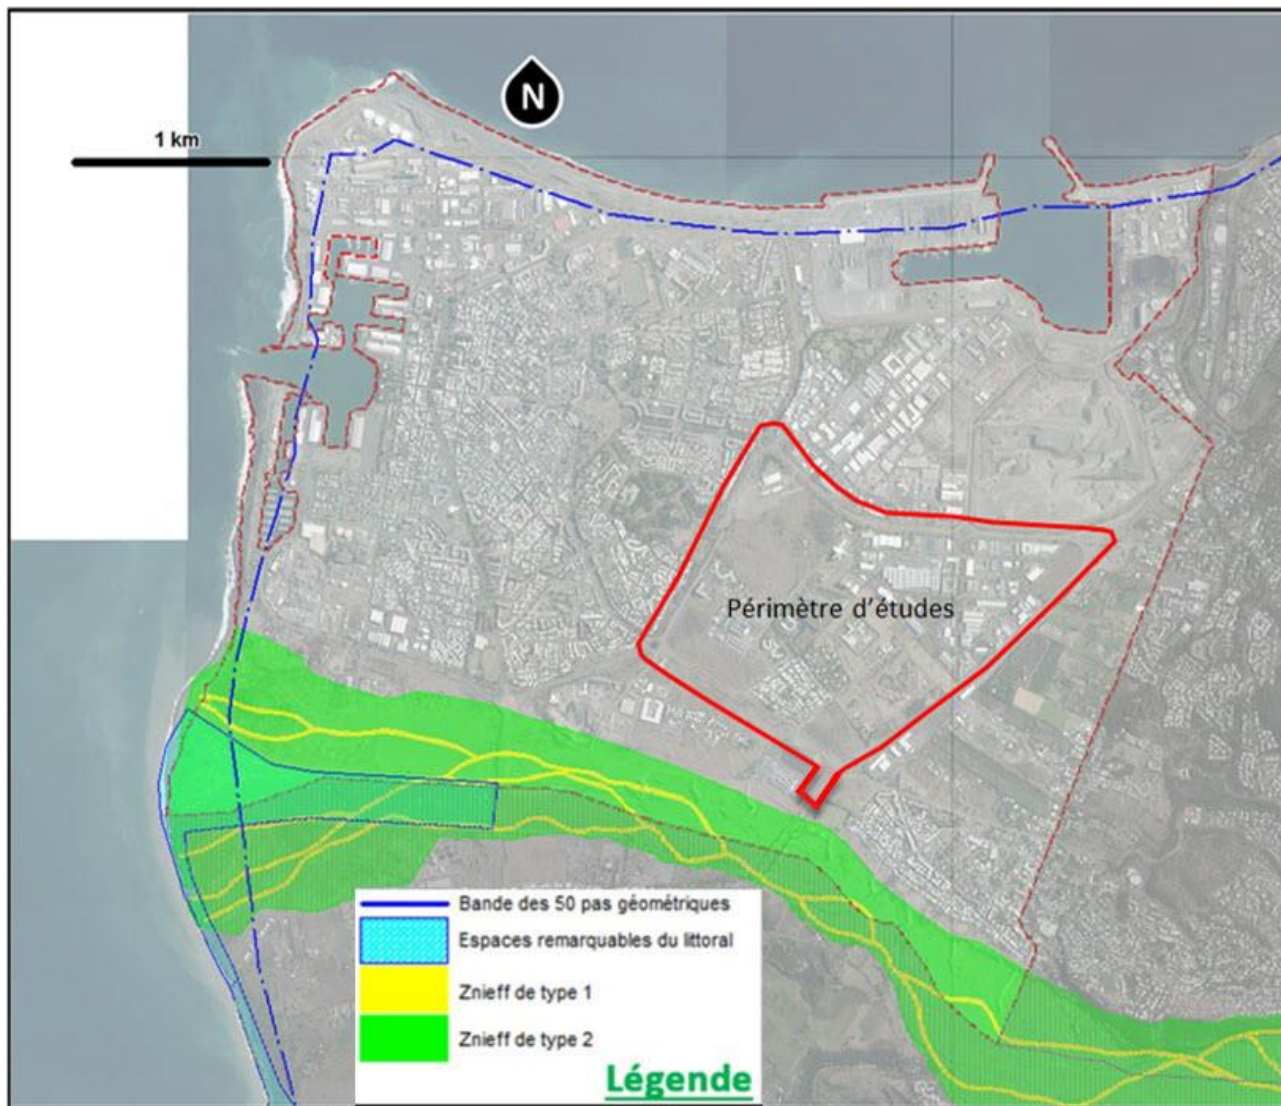 N
1 km
Périmètre d'études
Bande des 50 pas géométriques
Espaces remarquables du littoral
Znieff de type 1
Znieff de type 2
Légende